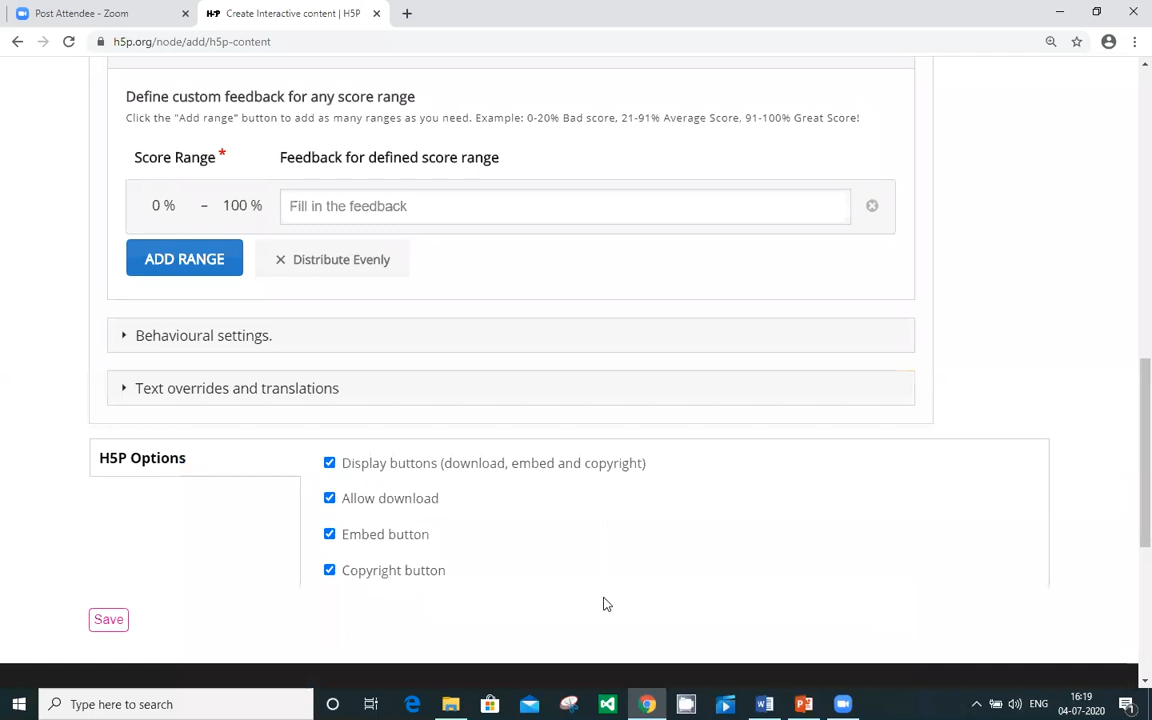 Post Attendee - Zoom
H-P Create Interactive content | H5P
h5p.org/node/add/h5p-content
Define custom feedback for any score range
Click the "Add range" button to add as many ranges as you need. Example: 0-20% Bad score, 21-91% Average Score, 91-100% Great Score!
Score Range * Feedback for defined score range
0 % – 100 % Fill in the feedback
ADD RANGE Distribute Evenly
Behavioural settings.
Text overrides and translations
H5P Options
Display buttons (download, embed and copyright)
Allow download
Embed button
Copyright button
Save
Type here to search
ENG
16:19
04-07-2020
1